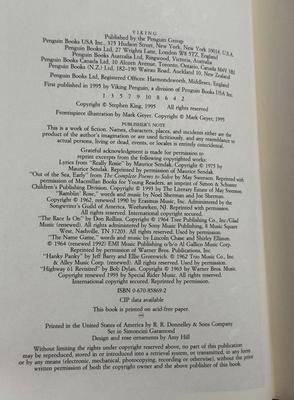 VIKING
Published by the Penguin Group
Penguin Books USA Inc., 375 Hudson Street, New York, New York 10014 U.S.A.
Penguin Books Ltd, 27 Wrights Lane, London W8 5TZ, England
Penguin Books Australia Ltd, Ringwood, Victoria, Australia
Penguin Books Canada Ltd, 10 Alcorn Avenue, Toronto, Ontario, Canada M4V 3B2
Penguin Books (N.Z.) Ltd, 182–190 Wairau Road, Auckland 10, New Zealand
Penguin Books Ltd, Registered Offices: Harmondsworth, Middlesex, England
First published in 1995 by Viking Penguin, a division of Penguin Books USA Inc.
1 3 5 7 9 10 8 6 4 2
Copyright © Stephen King, 1995 All rights reserved
Frontispiece illustration by Mark Geyer. Copyright © Mark Geyer, 1995
PUBLISHER'S NOTE
This is a work of fiction. Names, characters, places, and incidents either are the
product of the author's imagination or are used fictitiously, and any resemblance to
actual persons, living or dead, events, or locales is entirely coincidental.
Grateful acknowledgment is made for permission to
reprint excerpts from the following copyrighted works:
Lyrics from "Really Rosie" by Maurice Sendak. Copyright © 1975 by
Maurice Sendak. Reprinted by permission of Maurice Sendak.
"Out of the Sea, Early" from The Complete Poems to Solve by May Swenson. Reprinted with
permission of Macmillan Books for Young Readers, an imprint of Simon & Schuster
Children's Publishing Division. Copyright © 1993 by The Literary Estate of May Swenson.
"Ramblin' Rose," words and music by Noel Sherman and Joe Sherman.
Copyright © 1962, renewed 1990 by Erasmus Music Inc. Administered by the
Songwriter's Guild of America, Weehawken, NJ. Reprinted with permission.
All rights reserved. International copyright secured.
"The Race Is On" by Don Rollins. Copyright © 1964 Tree Publishing Co., Inc/Glad
Music (renewed). All rights administered by Sony Music Publishing, 8 Music Square
West, Nashville, TN 37203 All rights reserved. Used by permission.
"The Name Game," words and music by Lincoln Chase and Shirley Elliston.
© 1964 (renewed 1992) EMI Music Publishing o/b/o Al Gallico Music Corp.
Reprinted by permission of Warner Bros. Publications, Inc.
"Hanky Panky" by Jeff Barry and Ellie Greenwich. © 1962 Trio Music Co., Inc
& Alley Music Corp. (renewed). All rights reserved. Used by permission.
"Highway 61 Revisited" by Bob Dylan. Copyright © 1965 by Warner Bros. Music.
Copyright renewed 1993 by Special Rider Music. All rights reserved.
International copyright secured. Reprinted by permission.
ISBN 0-670-85869-2
CIP data available
This book is printed on acid-free paper.
Printed in the United States of America by R. R. Donnelley & Sons Company
Set in Simoncini Garamond
Design and rose ornaments by Amy Hill
Without limiting the rights under copyright reserved above, no part of this publication
may be reproduced, stored in or introduced into a retrieval system, or transmitted, in any form
or by any means (electronic, mechanical, photocopying, recording or otherwise), without the prior
written permission of both the copyright owner and the above publisher of this book.